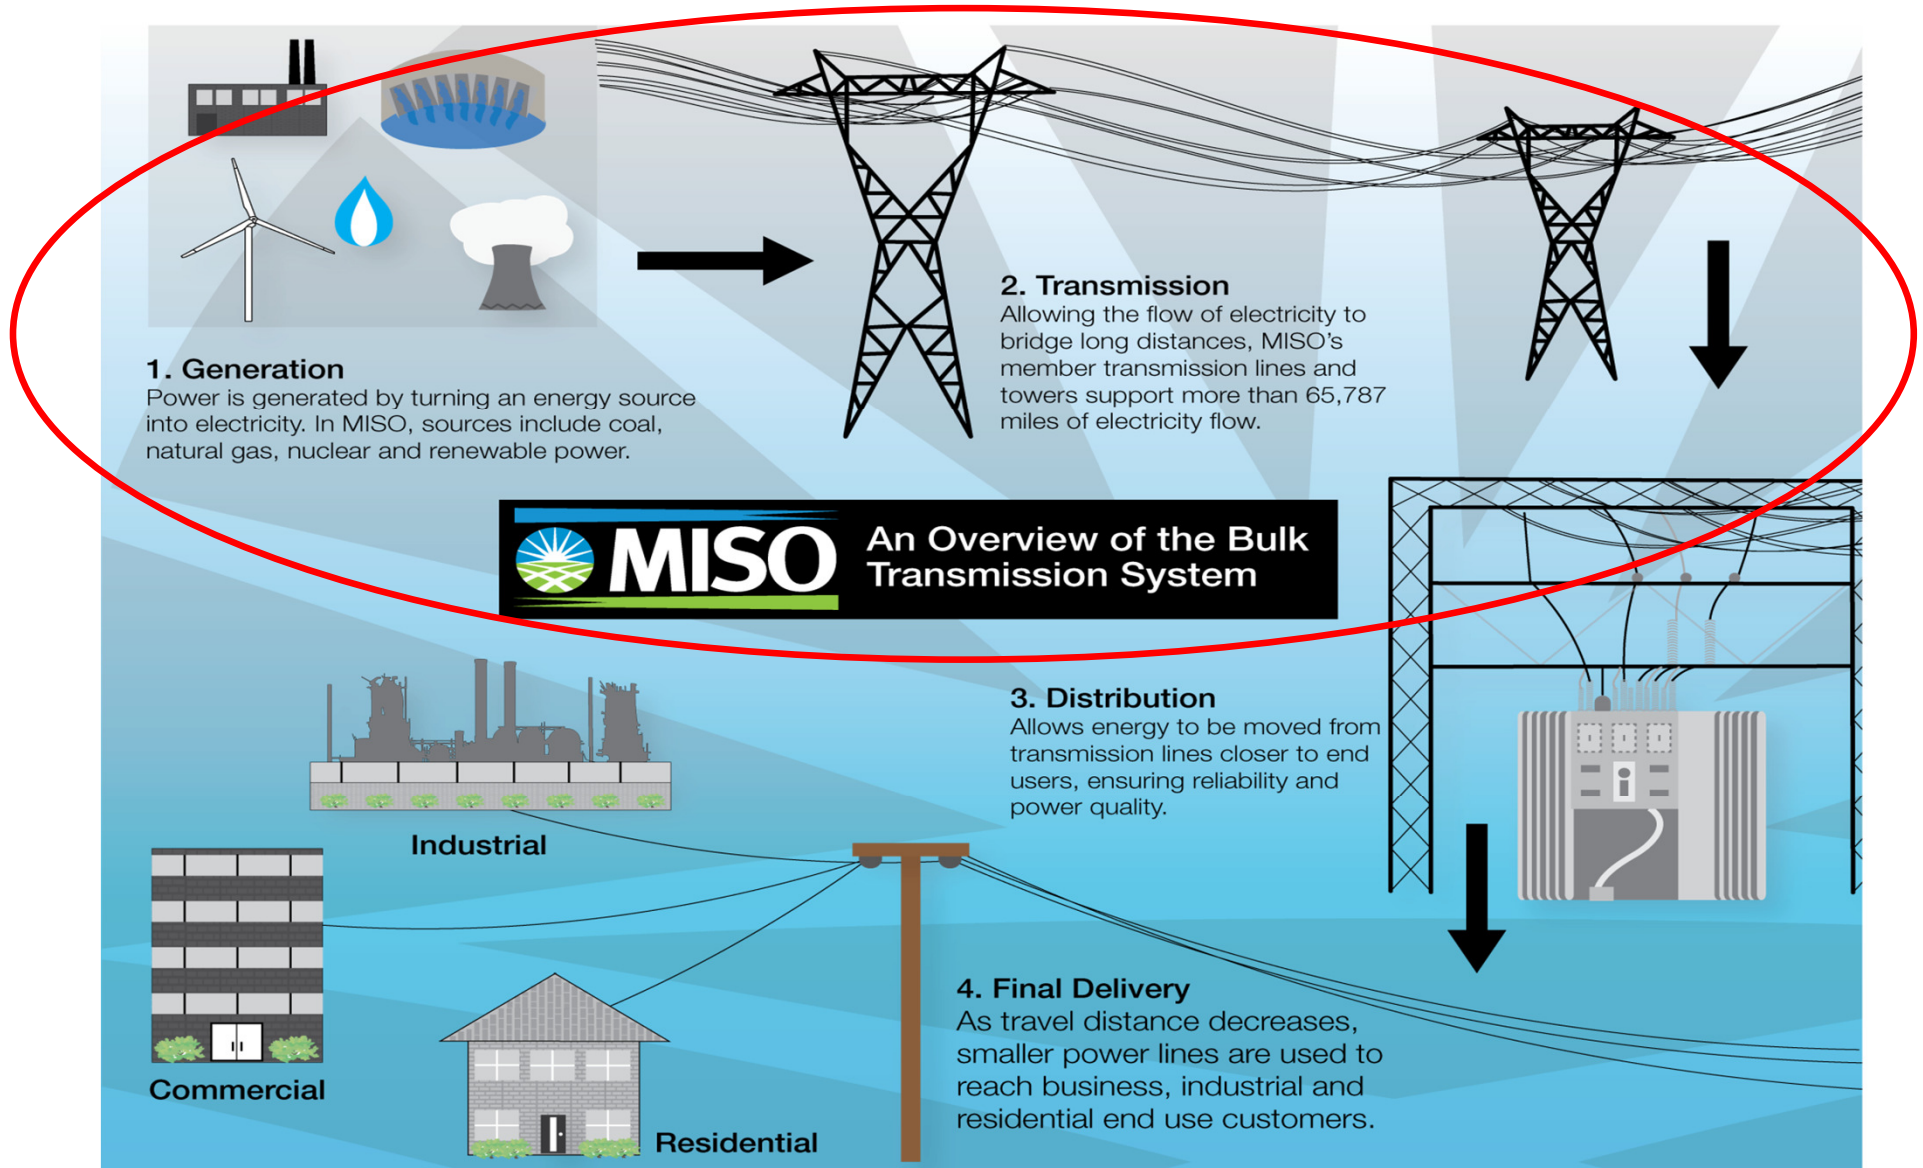 1. Generation
Power is generated by turning an energy source
into electricity. In MISO, sources include coal,
natural gas, nuclear and renewable power.
2. Transmission
Allowing the flow of electricity to
bridge long distances, MISO's
member transmission lines and
towers support more than 65,787
miles of electricity flow.
MISO
An Overview of the Bulk
Transmission System
3. Distribution
Allows energy to be moved from
transmission lines closer to end
users, ensuring reliability and
power quality.
Industrial
Commercial
Residential
4. Final Delivery
As travel distance decreases,
smaller power lines are used to
reach business, industrial and
residential end use customers.